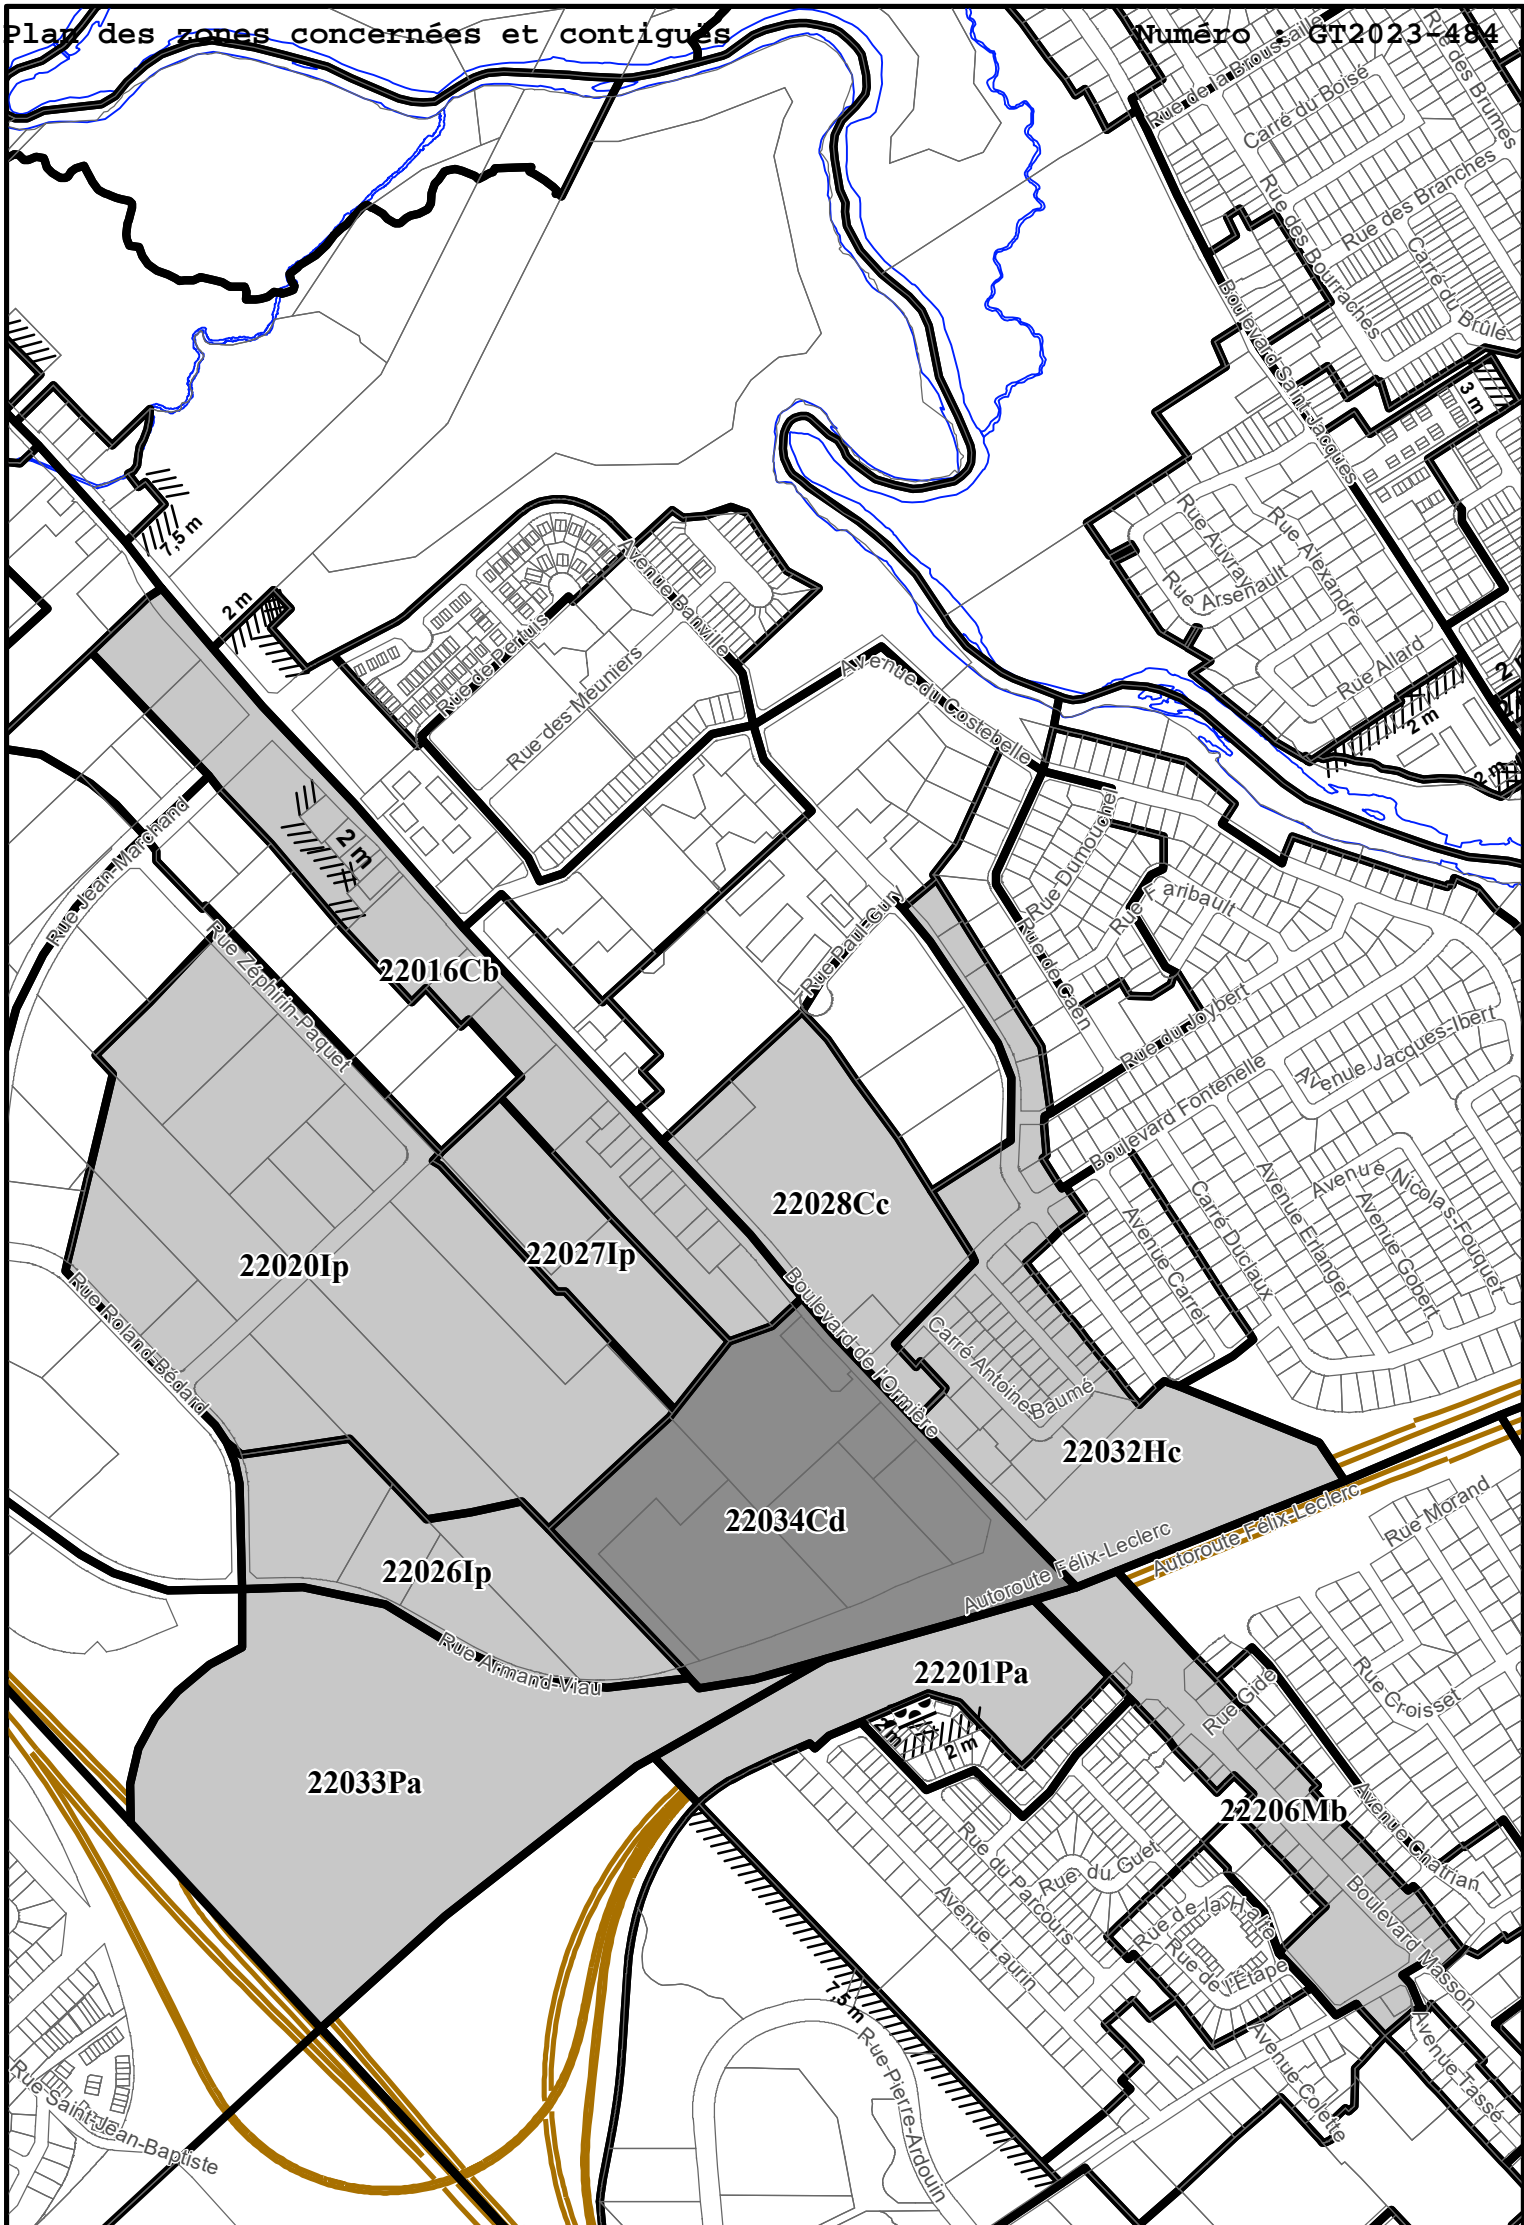 Plan des zones concernées et contiguës
Numéro : GT2023-484
Rue de la Broussaille
Carré du Boisé
Rue des Brumes
Rue des Branches
Rue des Bourraches
Carré du Brûlé
Boulevard Saint-Jacques
3 m
7,5 m
2 m
Rue de Pertuis
Avenue Banville
Rue des Meuniers
Avenue du Costebelle
Rue Auvray
Rue Alexandre
Rue Arsenault
Rue Allard
2 m
2 m
Rue Jean-Marchand
2 m
Rue Zéphirin-Paquet
22016Cb
Rue Paul-Gury
Rue Dumouchel
Rue Faribault
Rue de Caen
Rue du Joybert
Boulevard Fontenelle
Avenue Jacques-Ibert
Avenue Nicolas-Fouquet
Avenue Gobert
Avenue Erlanger
Carré Duclaux
Avenue Carrel
22028Cc
22027Ip
22020Ip
Rue Roland-Bédard
Boulevard de l'Ormière
Carré Antoine-Baumé
22032Hc
22034Cd
22026Ip
Autoroute Félix-Leclerc
Autoroute Félix-Leclerc
Rue Morand
Rue Armand-Viau
22201Pa
Rue Gide
Rue Croisset
2 m
2 m
22033Pa
22206Mb
Avenue Chatrian
Rue du Guet
Rue du Parcours
Avenue Laurin
Rue de la Halte
Rue de l'Étape
Boulevard Masson
7,5 m
Rue Pierre-Ardouin
Avenue Colette
Avenue Tassé
Rue Saint-Jean-Baptiste